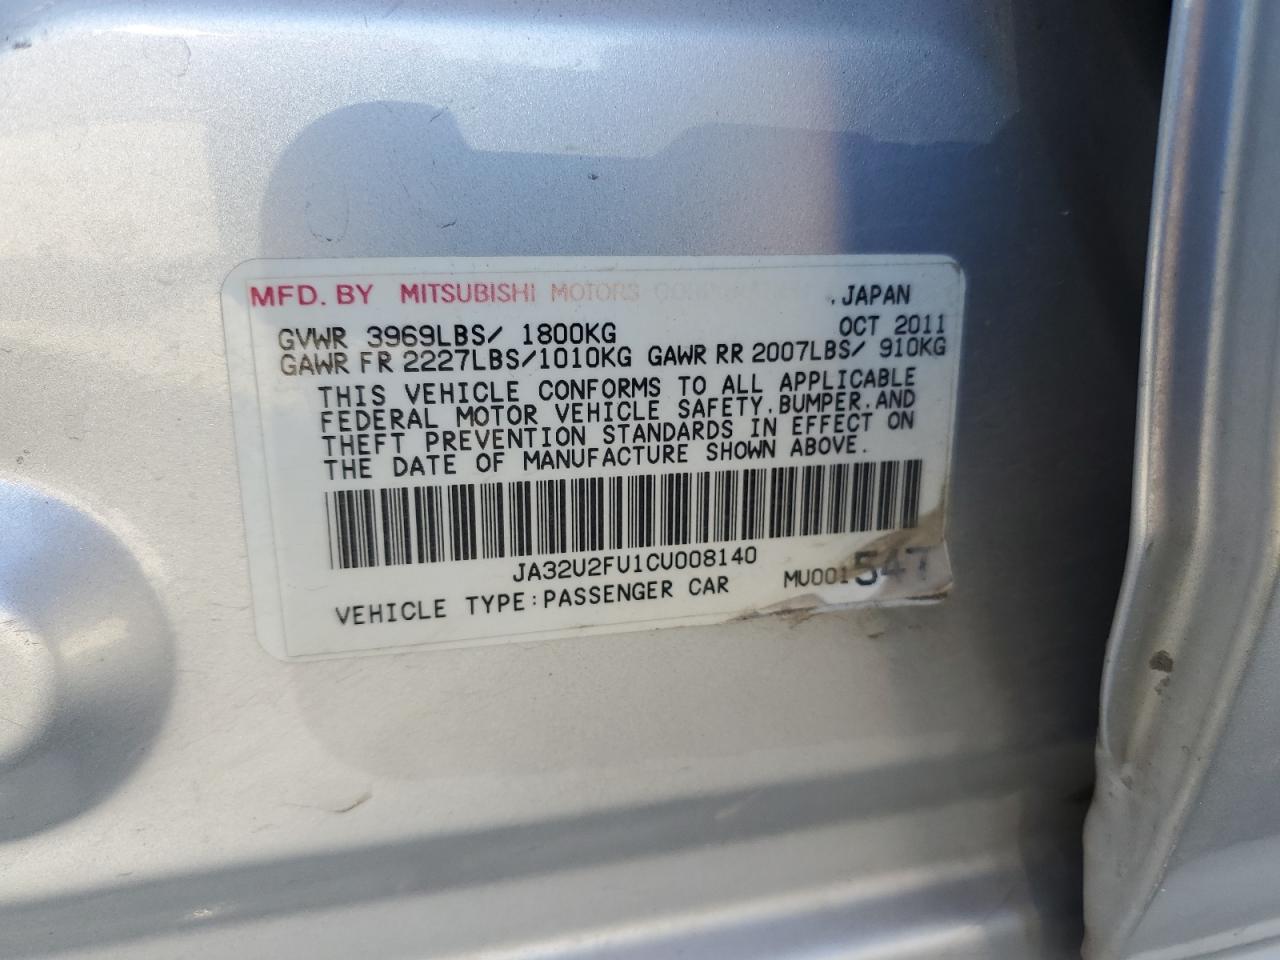 MFD. BY MITSUBISHI MOTORS CORPORATION, JAPAN
GVWR 3969LBS/ 1800KG OCT 2011
GAWR FR 2227LBS/1010KG GAWR RR 2007LBS/ 910KG
THIS VEHICLE CONFORMS TO ALL APPLICABLE
FEDERAL MOTOR VEHICLE SAFETY, BUMPER, AND
THEFT PREVENTION STANDARDS IN EFFECT ON
THE DATE OF MANUFACTURE SHOWN ABOVE.
JA32U2FU1CU008140
MU001547
VEHICLE TYPE:PASSENGER CAR